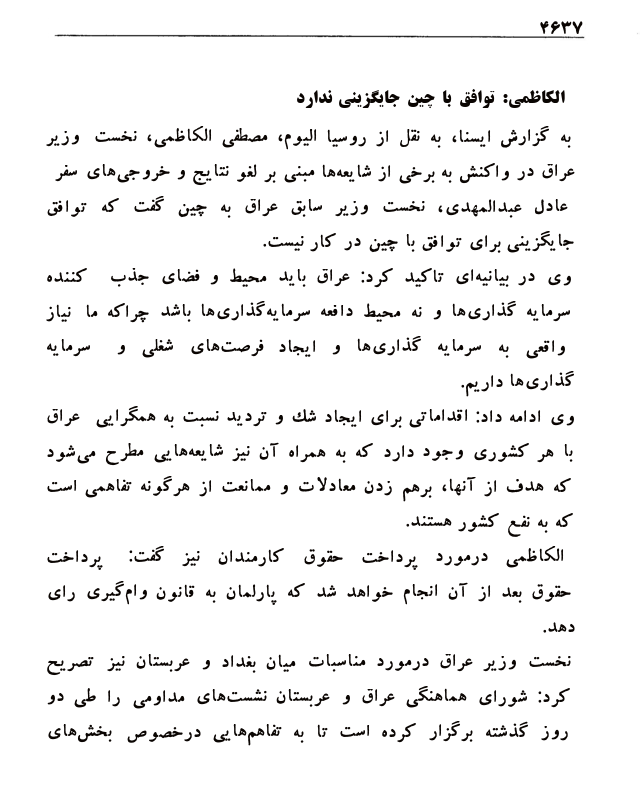 ۴۶۳۷
الکاظمی: توافق با چین جایگزینی ندارد
به گزارش ایسنا، به نقل از روسیا الیوم، مصطفی الکاظمی، نخست وزیر
عراق در واکنش به برخی از شایعه‌ها مبنی بر لغو نتایج و خروجی‌های سفر
عادل عبدالمهدی، نخست وزیر سابق عراق به چین گفت که توافق
جایگزینی برای توافق با چین در کار نیست.
وی در بیانیه‌ای تاکید کرد: عراق باید محیط و فضای جذب کننده
سرمایه گذاری‌ها و نه محیط دافعه سرمایه‌گذاری‌ها باشد چراکه ما نیاز
واقعی به سرمایه گذاری‌ها و ایجاد فرصت‌های شغلی و سرمایه
گذاری‌ها داریم.
وی ادامه داد: اقداماتی برای ایجاد شك و تردید نسبت به همگرایی عراق
با هر کشوری وجود دارد که به همراه آن نیز شایعه‌هایی مطرح می‌شود
که هدف از آنها، برهم زدن معادلات و ممانعت از هرگونه تفاهمی است
که به نفع کشور هستند.
الکاظمی درمورد پرداخت حقوق کارمندان نیز گفت: پرداخت
حقوق بعد از آن انجام خواهد شد که پارلمان به قانون وام‌گیری رای
دهد.
نخست وزیر عراق درمورد مناسبات میان بغداد و عربستان نیز تصریح
کرد: شورای هماهنگی عراق و عربستان نشست‌های مداومی را طی دو
روز گذشته برگزار کرده است تا به تفاهم‌هایی درخصوص بخش‌های